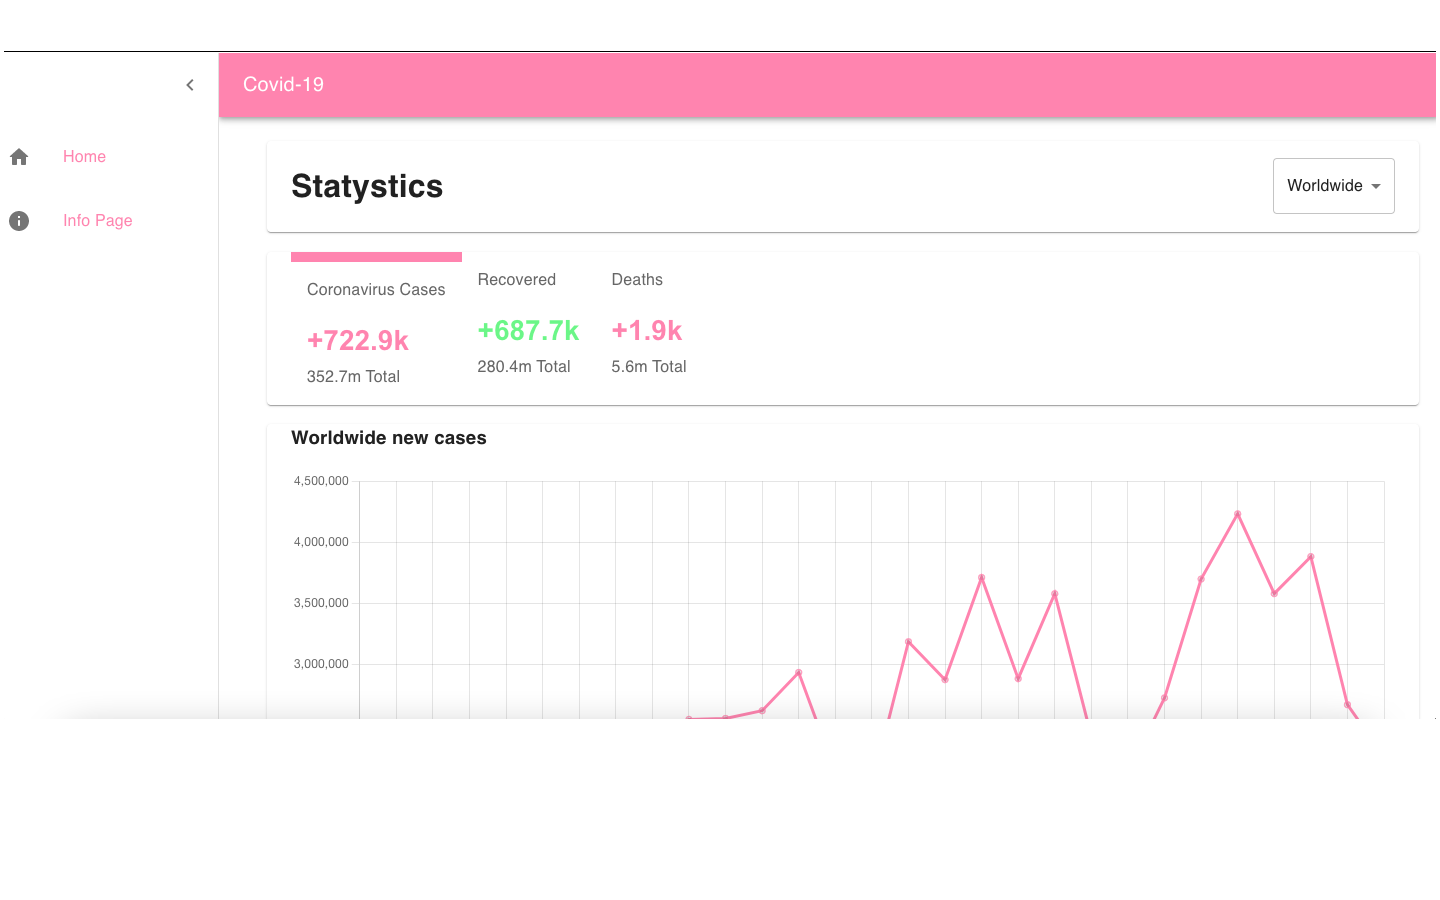 Covid-19
Home
Info Page
Statystics
Worldwide
Coronavirus Cases
+722.9k
352.7m Total
Recovered
+687.7k
280.4m Total
Deaths
+1.9k
5.6m Total
Worldwide new cases
4,500,000
4,000,000
3,500,000
3,000,000